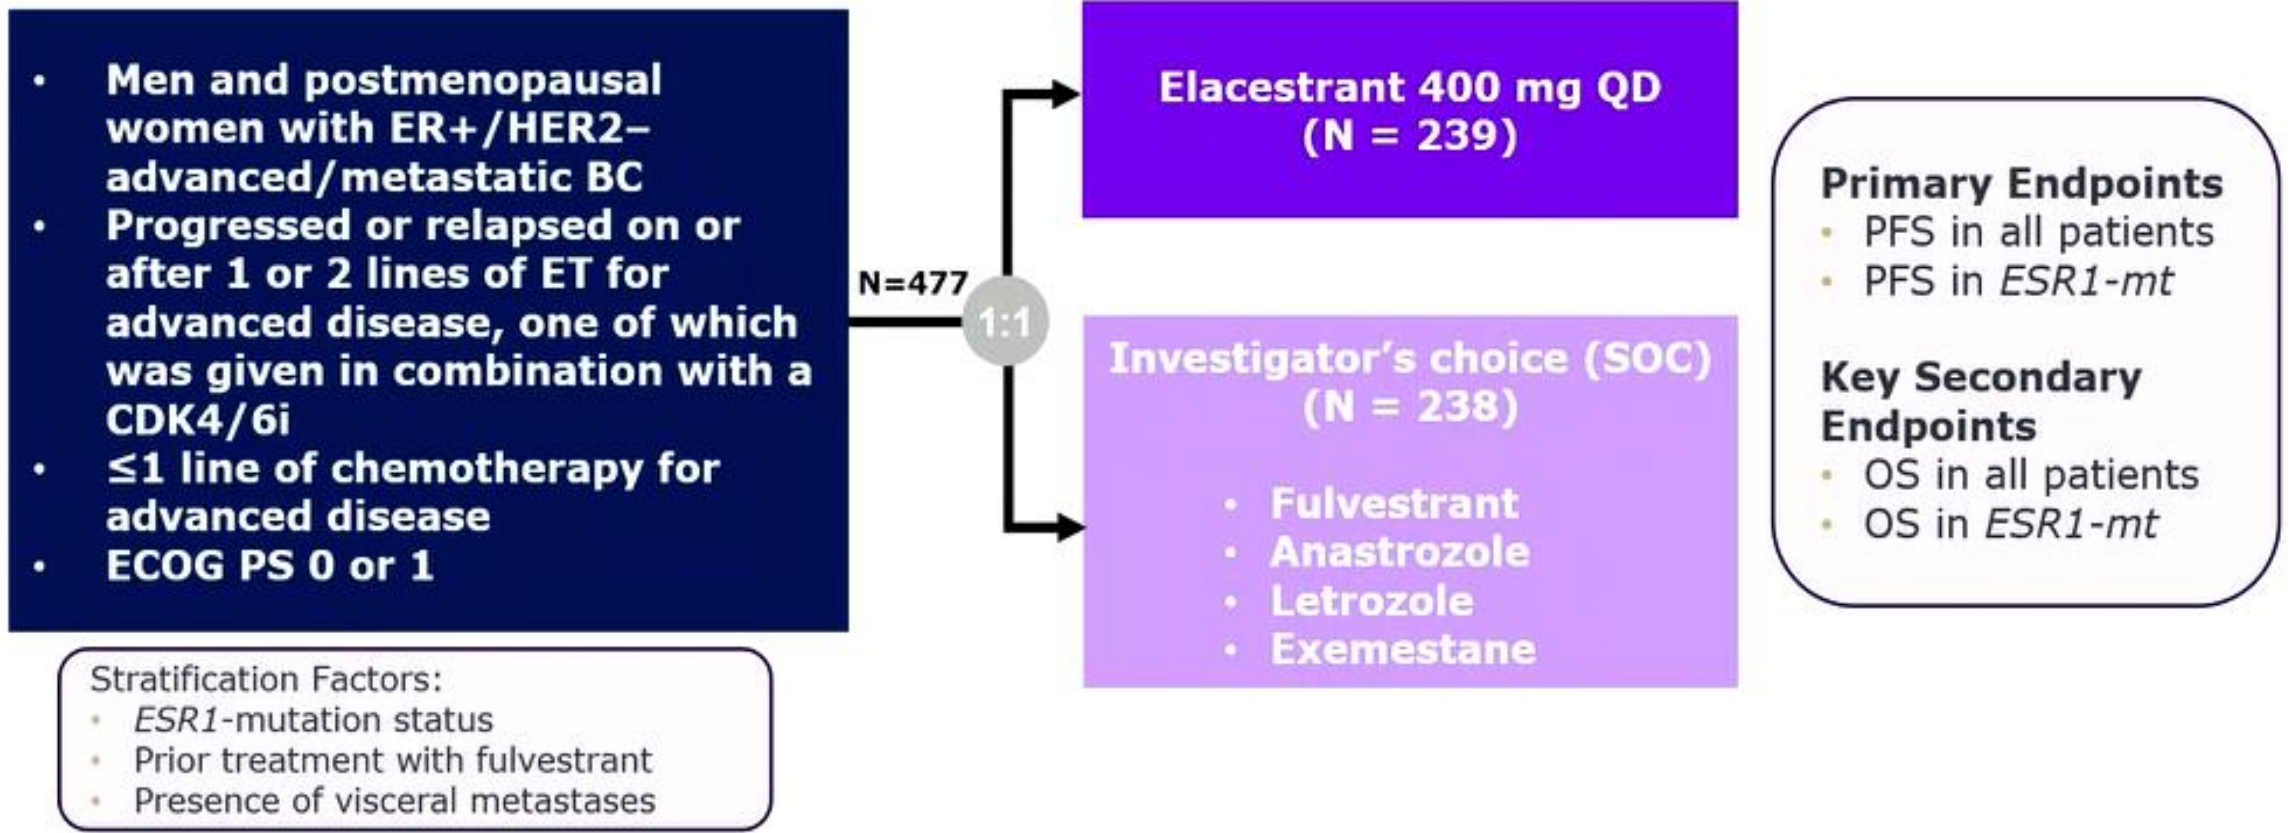 • Men and postmenopausal
women with ER+/HER2–
advanced/metastatic BC
• Progressed or relapsed on or
after 1 or 2 lines of ET for
advanced disease, one of which
was given in combination with a
CDK4/6i
• ≤1 line of chemotherapy for
advanced disease
• ECOG PS 0 or 1
Stratification Factors:
• ESR1-mutation status
• Prior treatment with fulvestrant
• Presence of visceral metastases
N=477
1:1
Elacestrant 400 mg QD
(N = 239)
Investigator’s choice (SOC)
(N = 238)
• Fulvestrant
• Anastrozole
• Letrozole
• Exemestane
Primary Endpoints
• PFS in all patients
• PFS in ESR1-mt
Key Secondary
Endpoints
• OS in all patients
• OS in ESR1-mt